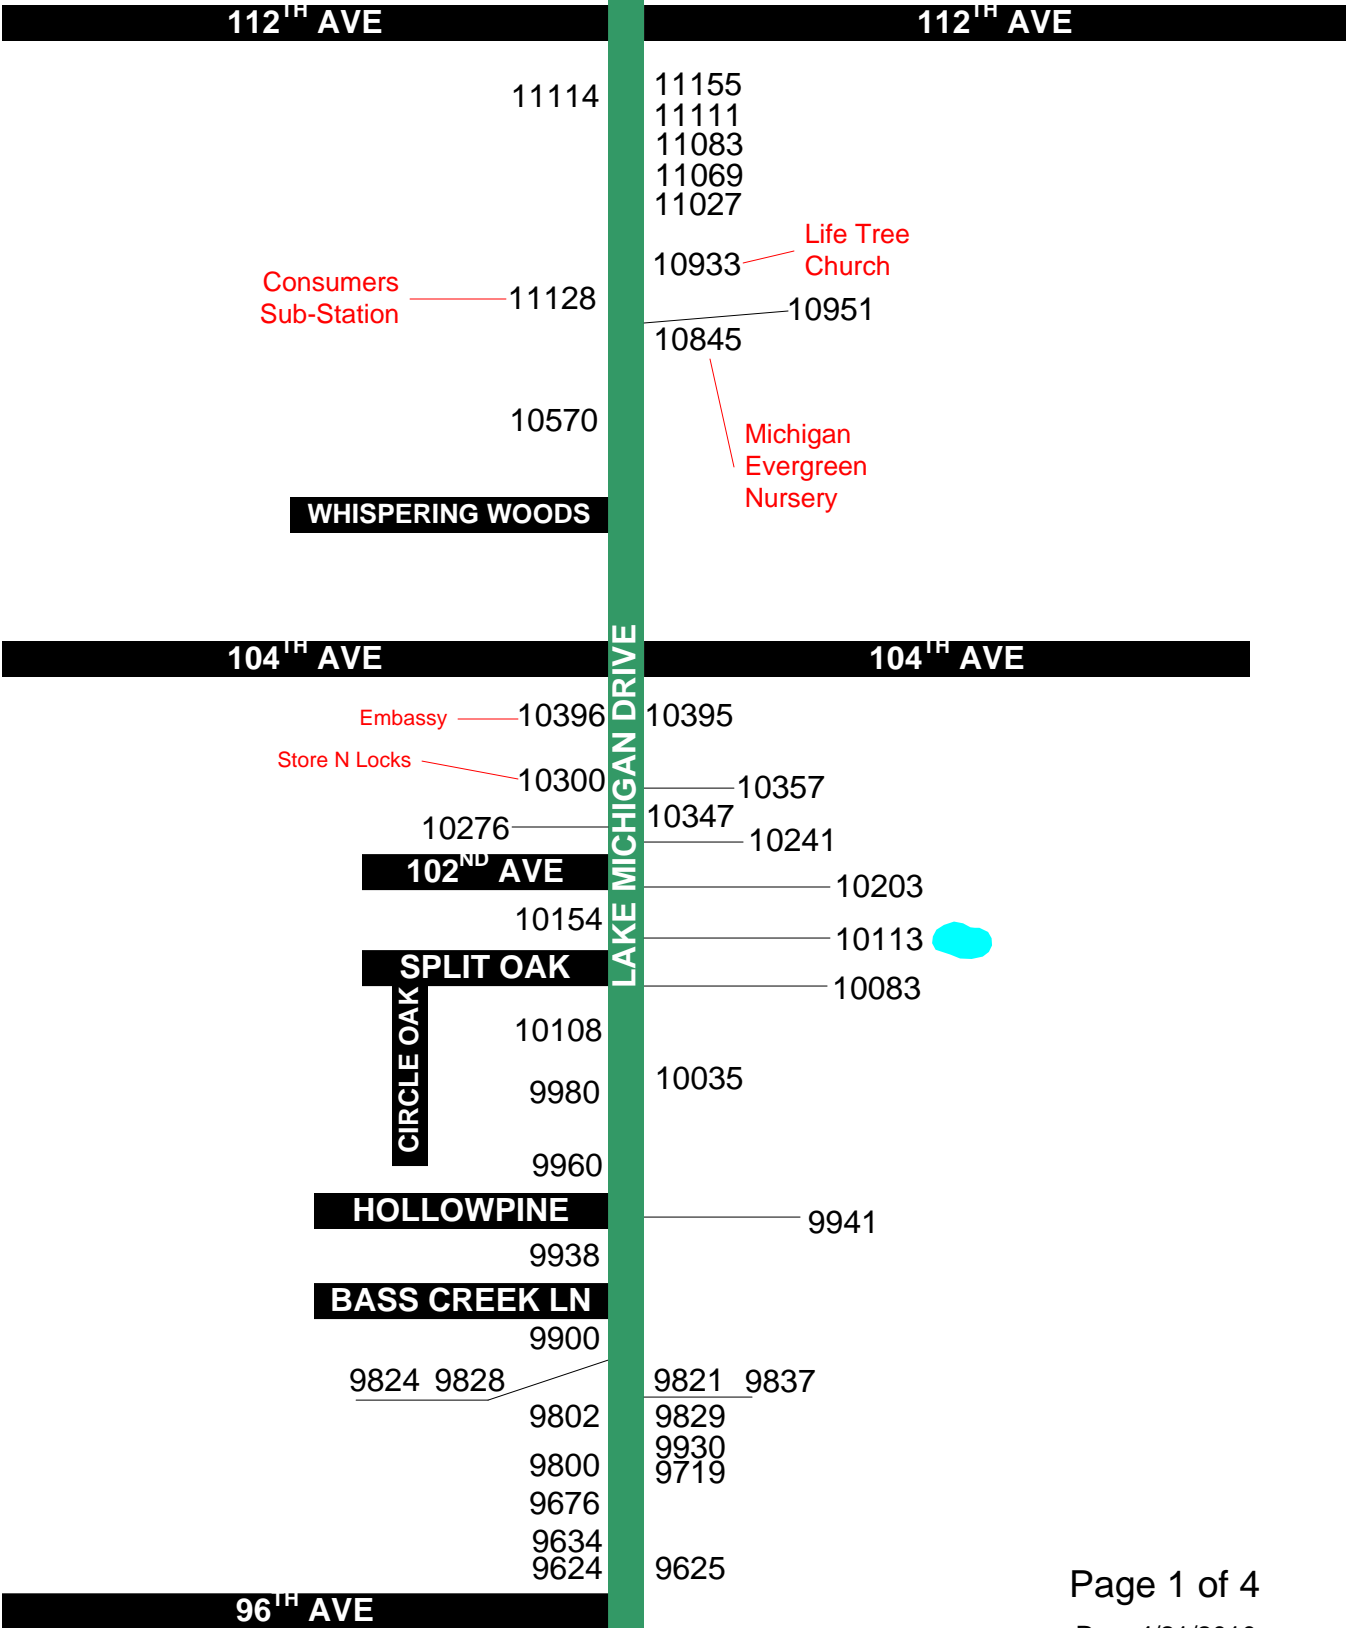 112TH AVE 112TH AVE
11114 11155
11111
11083
11069
11027
Life Tree
Church
10933
Consumers
Sub-Station
11128
10951
10845
10570
Michigan
Evergreen
Nursery
WHISPERING WOODS
LAKE MICHIGAN DRIVE
104TH AVE 104TH AVE
Embassy 10396 10395
Store N Locks 10300
10357
10276 10347
10241
102ND AVE
10203
10154
10113
SPLIT OAK
10083
CIRCLE OAK
10108
10035
9980
9960
HOLLOWPINE
9941
9938
BASS CREEK LN
9900
9824 9828 9821 9837
9802 9829
9930
9800 9719
9676
9634
9624 9625
Page 1 of 4
96TH AVE